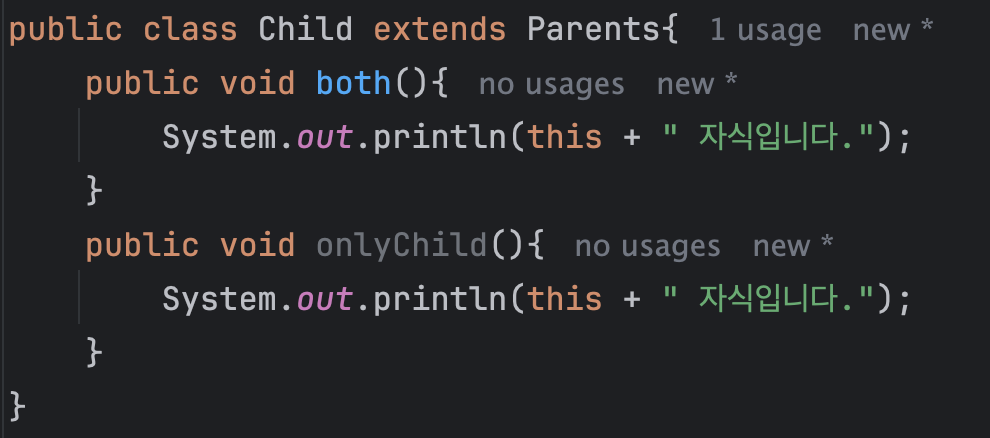 public class Child extends Parents{ 1 usage new *
public void both(){ no usages new *
System.out.println(this + " 자식입니다.");
}
public void onlyChild(){ no usages new *
System.out.println(this + " 자식입니다.");
}
}